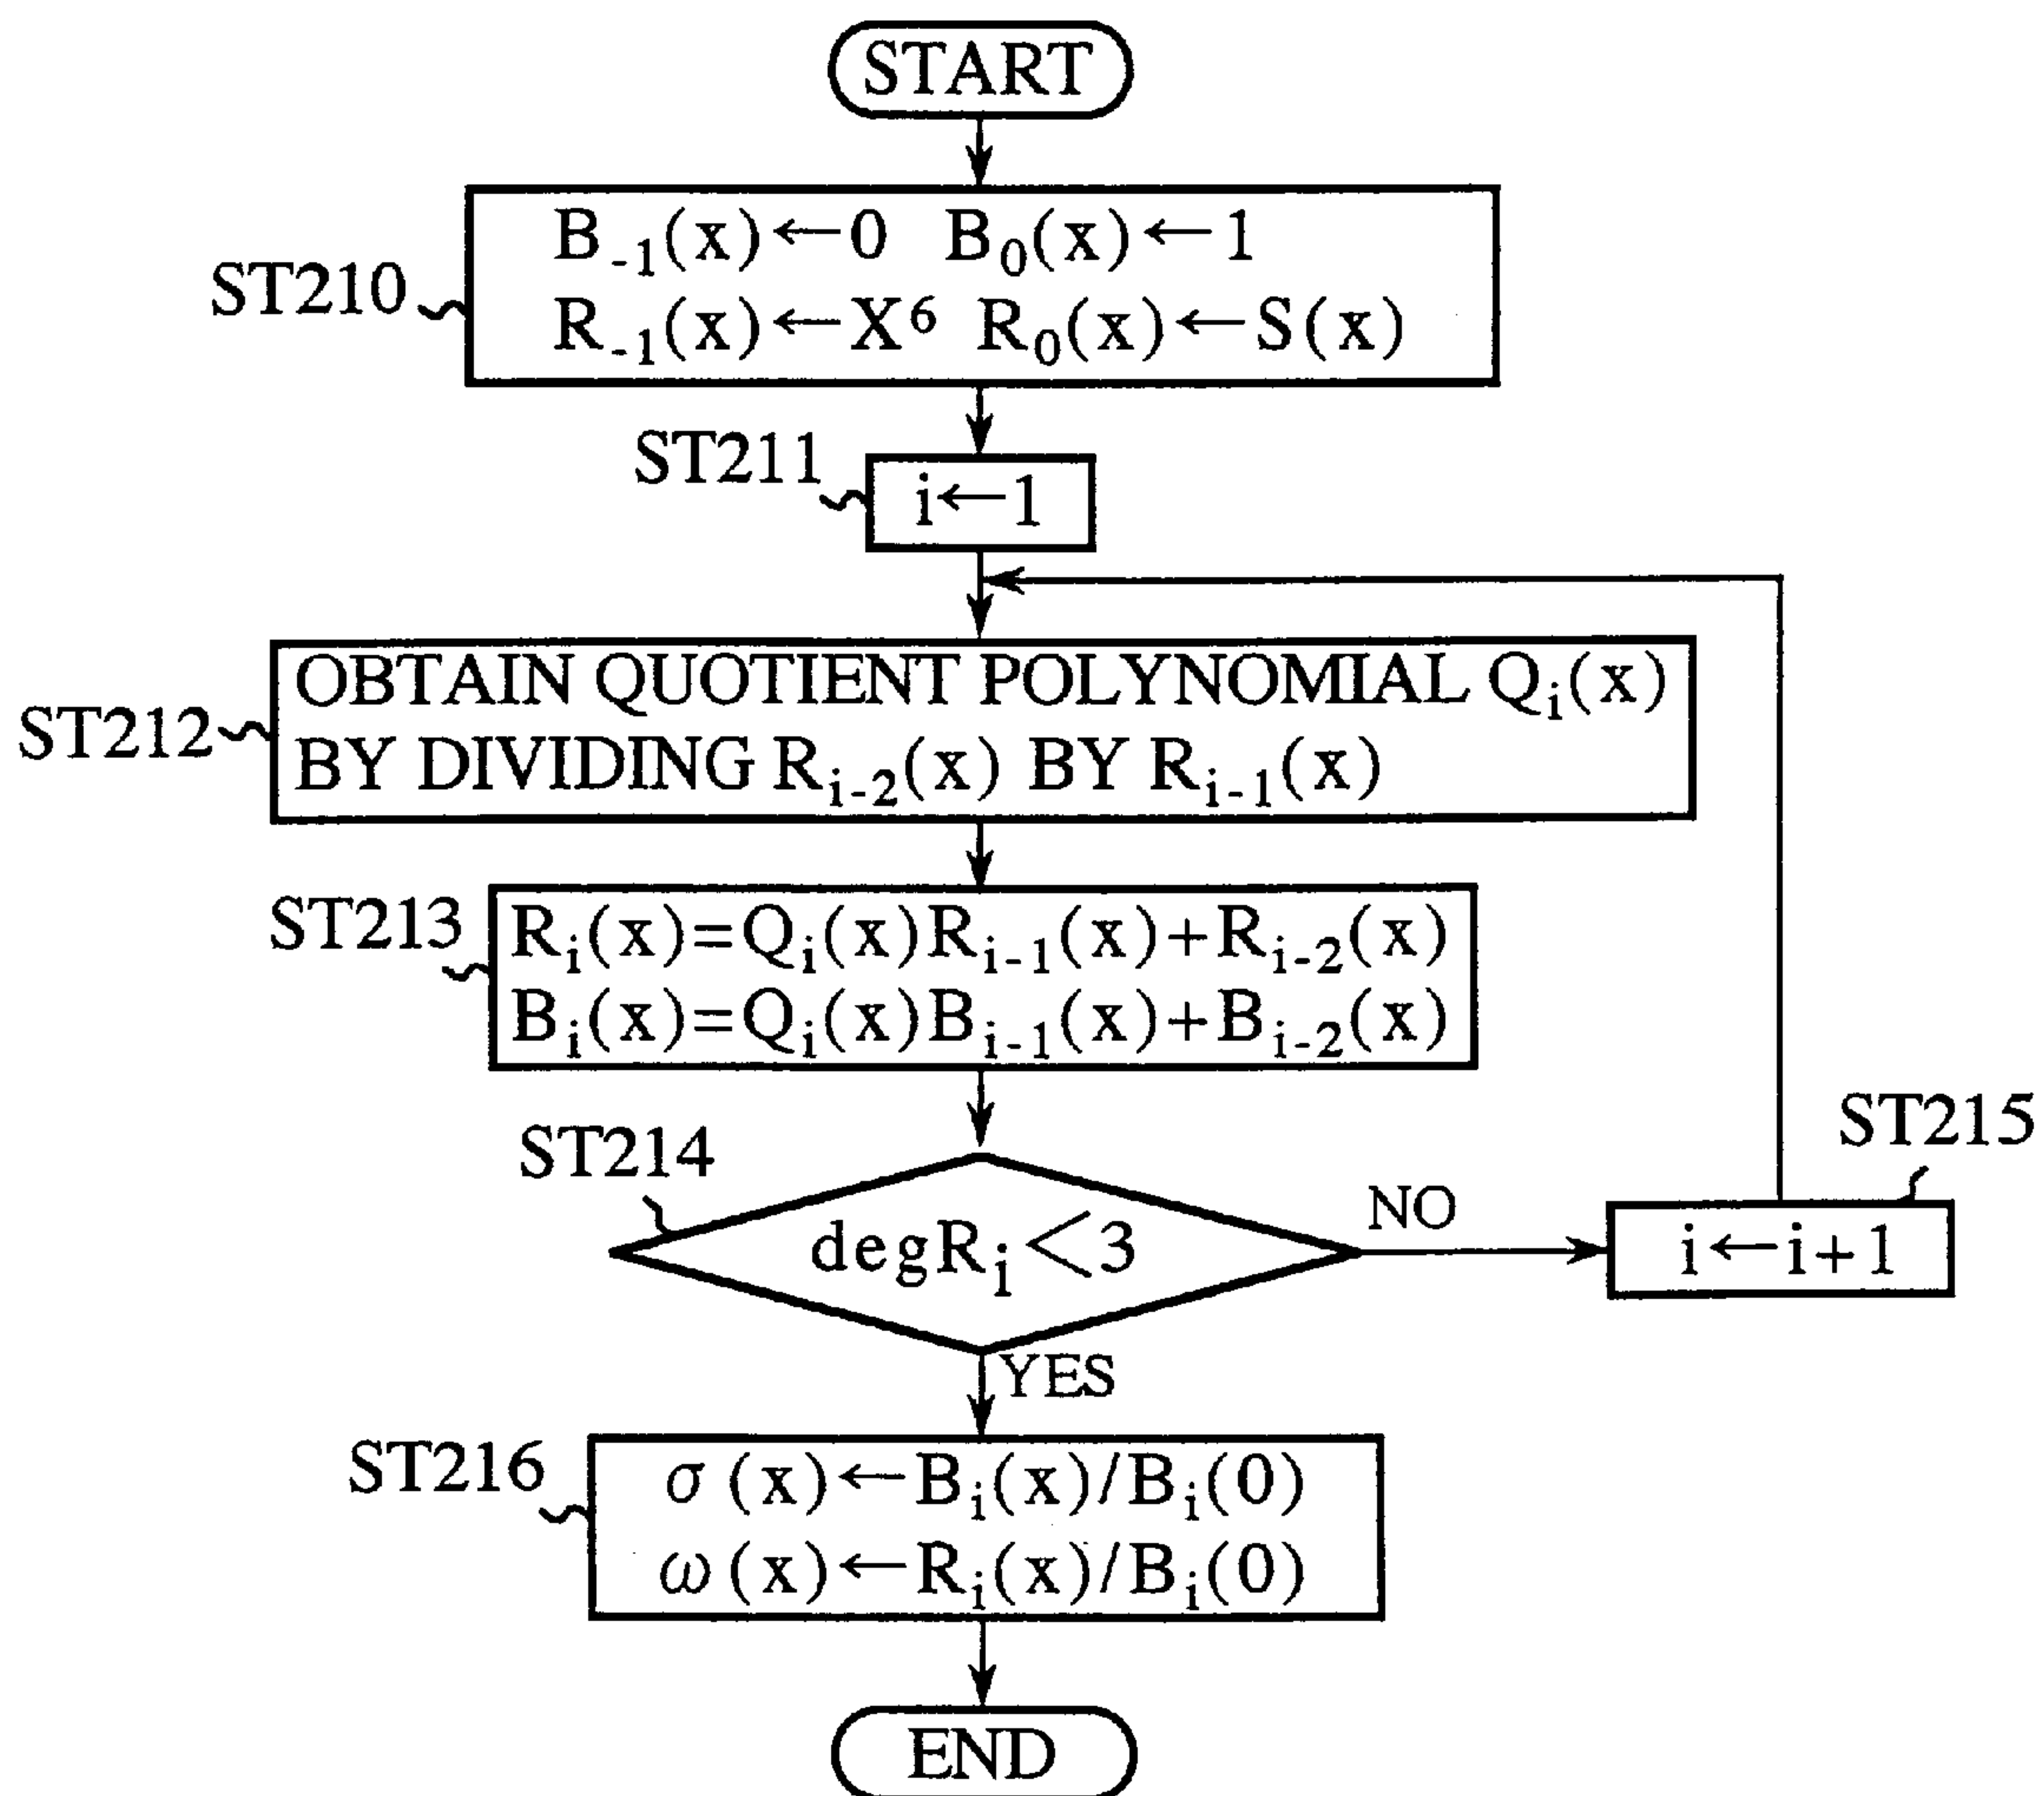 START
B₋₁(x)←0 B₀(x)←1
ST210
R₋₁(x)←X⁶ R₀(x)←S(x)
ST211
i←1
OBTAIN QUOTIENT POLYNOMIAL Qᵢ(x)
ST212
BY DIVIDING Rᵢ₋₂(x) BY Rᵢ₋₁(x)
ST213
Rᵢ(x)=Qᵢ(x)Rᵢ₋₁(x)+Rᵢ₋₂(x)
Bᵢ(x)=Qᵢ(x)Bᵢ₋₁(x)+Bᵢ₋₂(x)
ST214
degRᵢ<3
NO
ST215
i←i+1
YES
ST216
σ(x)←Bᵢ(x)/Bᵢ(0)
ω(x)←Rᵢ(x)/Bᵢ(0)
END